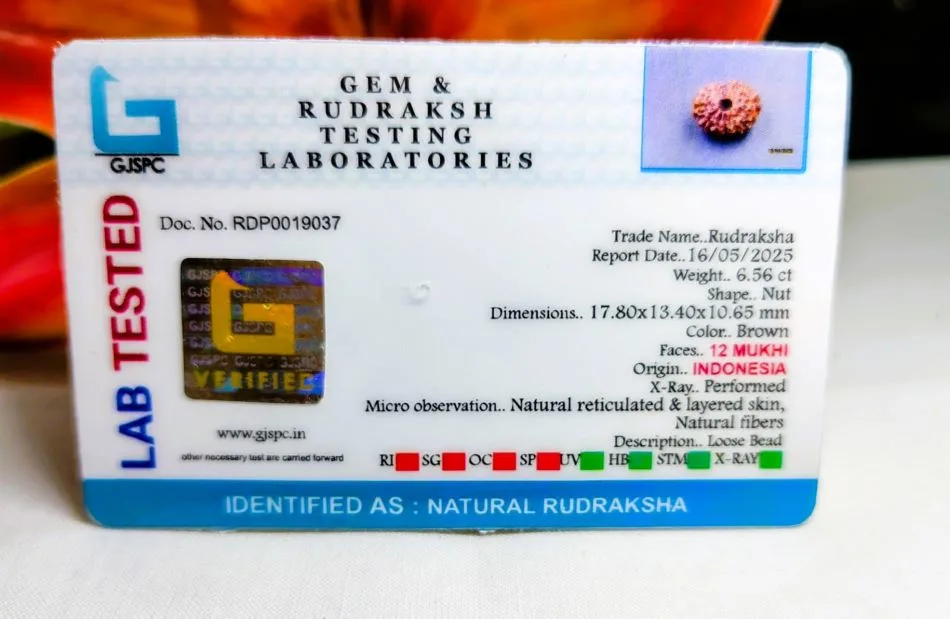 GEM &
RUDRAKSH
TESTING
LABORATORIES
GJSPC
LAB TESTED
Doc. No. RDP0019037
Trade Name..Rudraksha
Report Date..16/05/2025
Weight.. 6.56 ct
Shape.. Nut
Dimensions.. 17.80x13.40x10.65 mm
Color.. Brown
Faces.. 12 MUKHI
Origin.. INDONESIA
X-Ray.. Performed
Micro observation.. Natural reticulated & layered skin,
Natural fibers
Description.. Loose Bead
VERIFIED
www.gjspc.in
other necessary test are carried forward
RI SG OC SP UV HB STM X-RAY
IDENTIFIED AS : NATURAL RUDRAKSHA